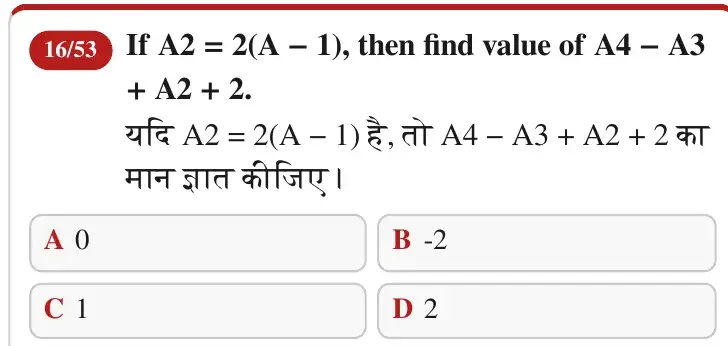 16/53 If A2 = 2(A − 1), then find value of A4 − A3
+ A2 + 2.
यदि A2 = 2(A − 1) है, तो A4 − A3 + A2 + 2 का
मान ज्ञात कीजिए।
A 0
B -2
C 1
D 2